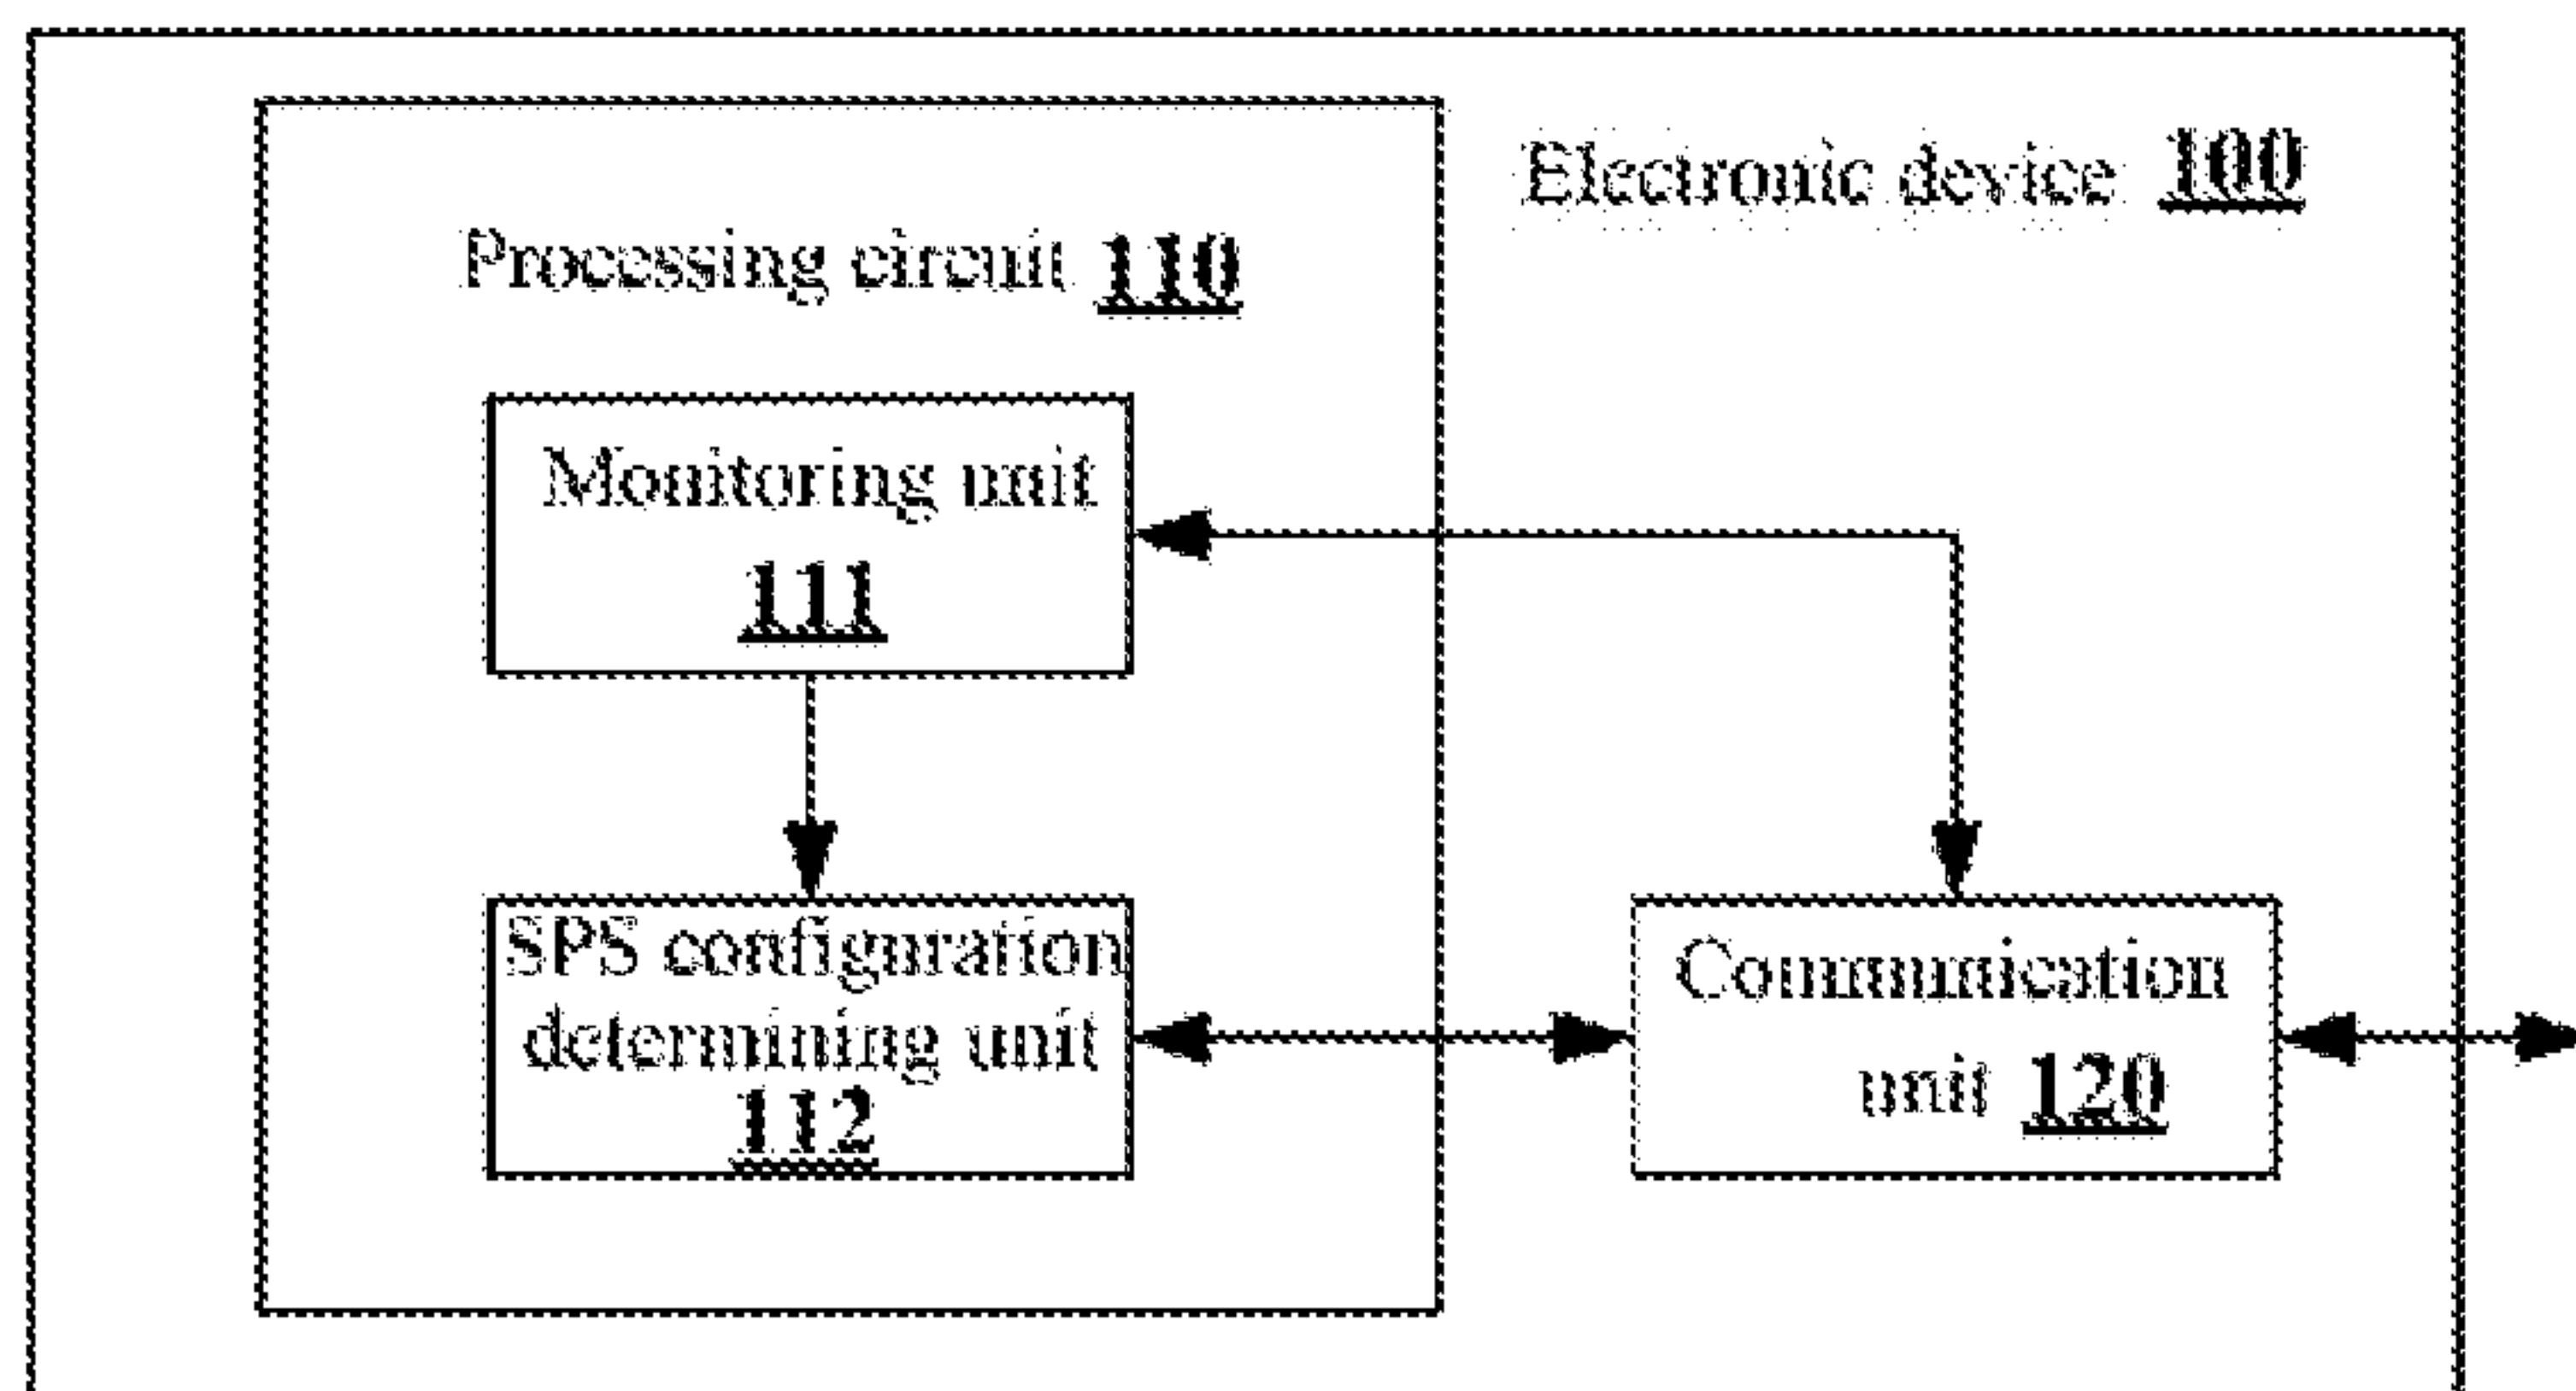 Electronic device 100
Processing circuit 110
Monitoring unit
111
SPS configuration
determining unit
112
Communication
unit 120